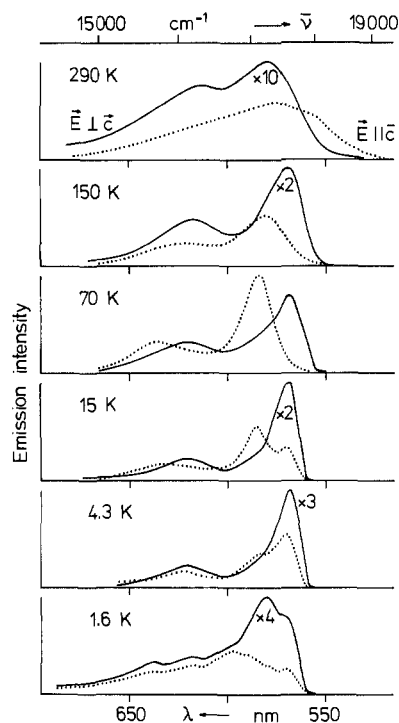 15000 cm⁻¹ → ν̄ 19000
290 K
×10
E⃗ ⊥ c⃗
E⃗ || c⃗
150 K
×2
70 K
15 K
×2
4.3 K
×3
1.6 K
×4
Emission intensity
650 λ ← nm 550